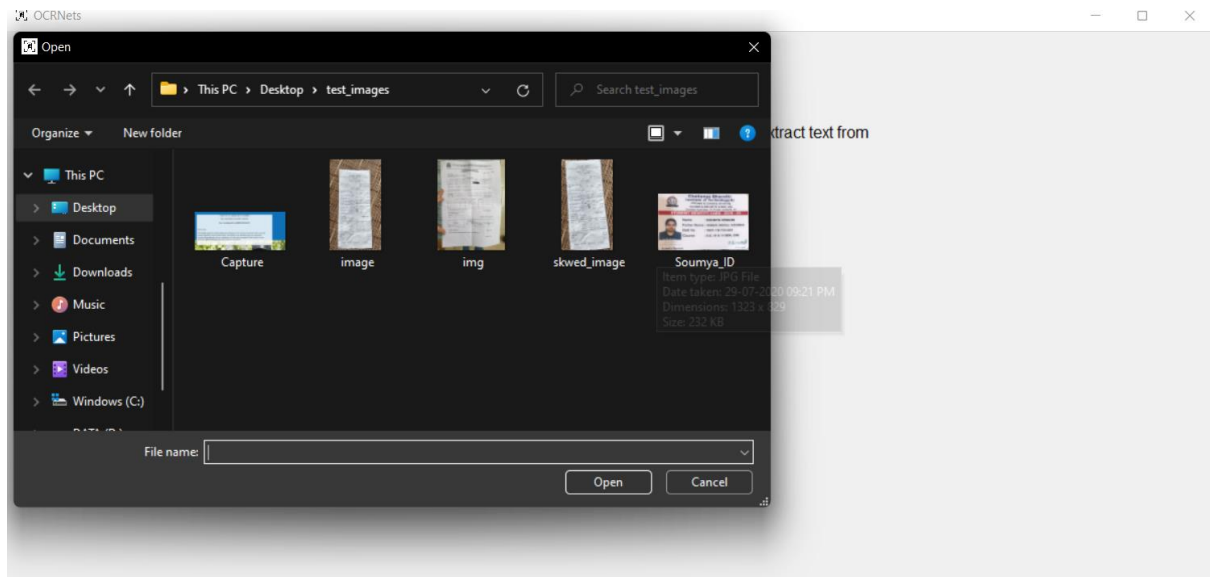 OCRNets
Open
This PC > Desktop > test_images
Search test_images
Organize
New folder
tract text from
This PC
Desktop
Documents
Downloads
Music
Pictures
Videos
Windows (C:)
Capture
image
img
skwed_image
Soumya_ID
Item type: JPG File
Date taken: 29-07-2020 09:21 PM
Dimensions: 1323 x 829
Size: 232 KB
File name:
Open
Cancel